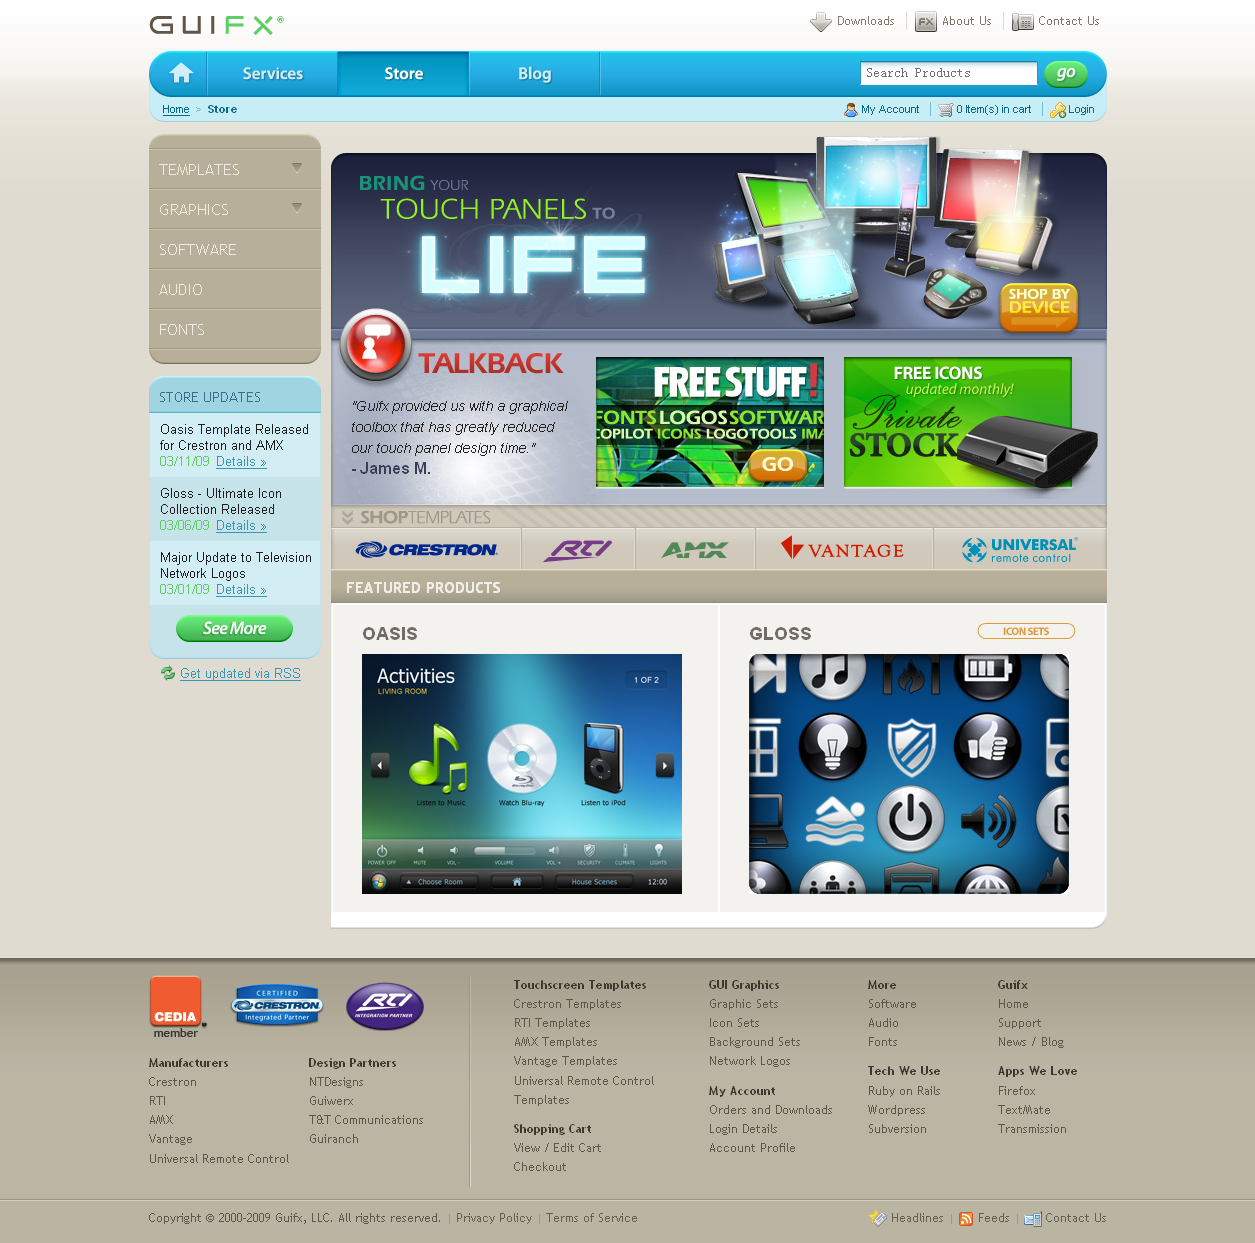 GUIFX®
Downloads
FX About Us
Contact Us
Services
Store
Blog
Search Products
go
Home > Store
My Account
0 Item(s) in cart
Login
TEMPLATES
GRAPHICS
SOFTWARE
AUDIO
FONTS
STORE UPDATES
Oasis Template Released
for Crestron and AMX
03/11/09 Details »
Gloss - Ultimate Icon
Collection Released
03/06/09 Details »
Major Update to Television
Network Logos
03/01/09 Details »
See More
Get updated via RSS
BRING YOUR
TOUCH PANELS TO
LIFE
SHOP BY
DEVICE
TALKBACK
"Guifx provided us with a graphical
toolbox that has greatly reduced
our touch panel design time."
- James M.
FREE STUFF!
FONTS LOGOS SOFTWAR
COPILOT ICONS LOGO TOOLS IMA
GO
FREE ICONS
updated monthly!
Private
STOCK
SHOPTEMPLATES
CRESTRON
RTI
AMX
VANTAGE
UNIVERSAL
remote control
FEATURED PRODUCTS
OASIS
Activities
LIVING ROOM
1 OF 2
Listen to Music
Watch Blu-ray
Listen to iPod
POWER OFF
MUTE
VOL -
VOLUME
VOL +
SECURITY
CLIMATE
LIGHTS
Choose Room
House Scenes
12:00
GLOSS
ICON SETS
CEDIA
member
CERTIFIED
CRESTRON
Integrated Partner
RTI
INTEGRATION PARTNER
Manufacturers
Crestron
RTI
AMX
Vantage
Universal Remote Control
Design Partners
NTDesigns
Guiwerx
T&T Communications
Guiranch
Touchscreen Templates
Crestron Templates
RTI Templates
AMX Templates
Vantage Templates
Universal Remote Control
Templates
Shopping Cart
View / Edit Cart
Checkout
GUI Graphics
Graphic Sets
Icon Sets
Background Sets
Network Logos
My Account
Orders and Downloads
Login Details
Account Profile
More
Software
Audio
Fonts
Tech We Use
Ruby on Rails
Wordpress
Subversion
Guifx
Home
Support
News / Blog
Apps We Love
Firefox
TextMate
Transmission
Copyright © 2000-2009 Guifx, LLC. All rights reserved. | Privacy Policy | Terms of Service
Headlines | Feeds | Contact Us